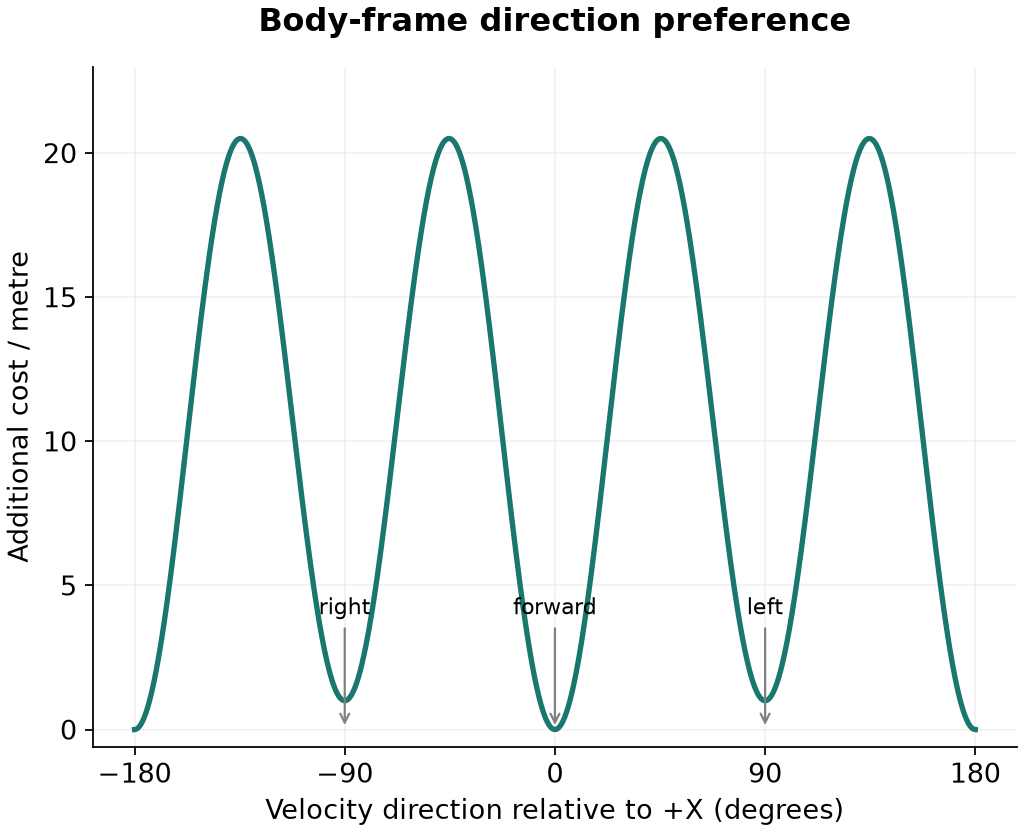 Body-frame direction preference
Additional cost / metre
20
15
10
5
0
right
forward
left
−180
−90
0
90
180
Velocity direction relative to +X (degrees)